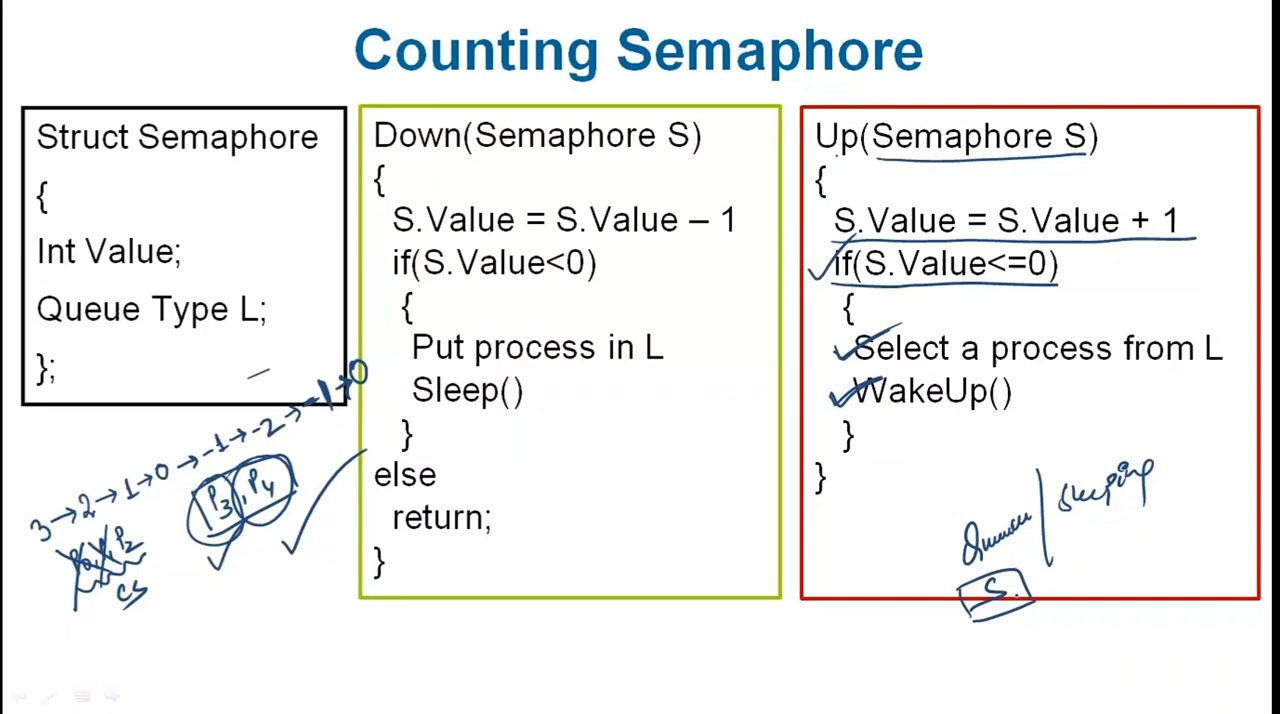 Counting Semaphore
Struct Semaphore
{
Int Value;
Queue Type L;
};
Down(Semaphore S)
{
S.Value = S.Value – 1
if(S.Value<0)
{
Put process in L
Sleep()
}
else
return;
}
Up(Semaphore S)
{
S.Value = S.Value + 1
if(S.Value<=0)
{
Select a process from L
WakeUp()
}
}
3→2→1→0→-1→-2→-1→0
P2
CS
P3, P4
Sleeping
S.